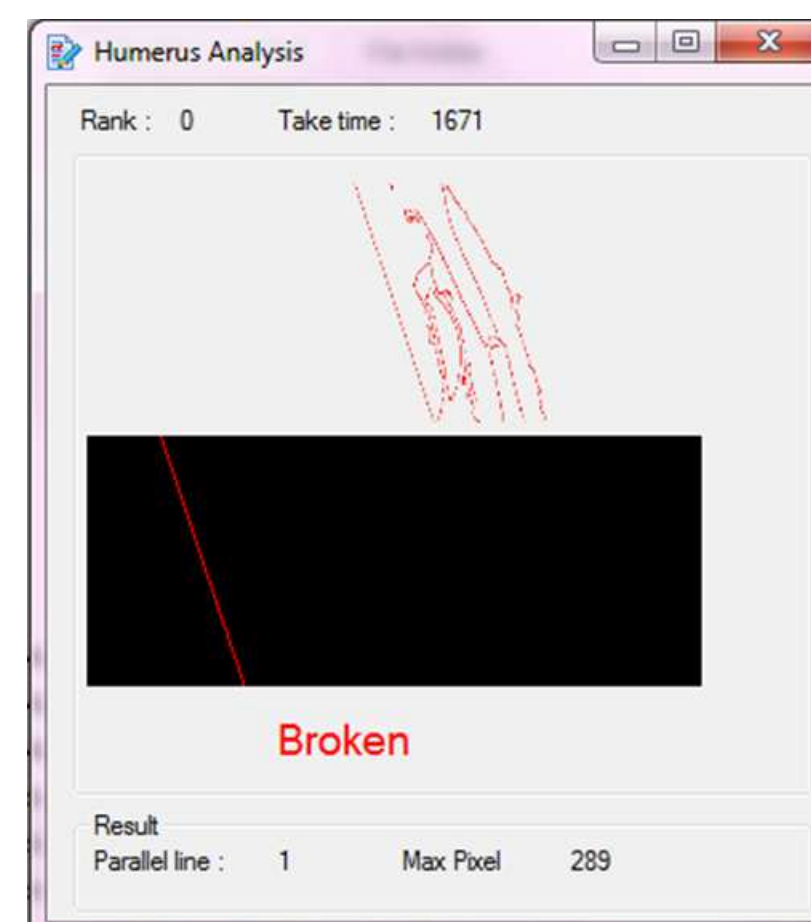 Humerus Analysis
Rank : 0 Take time : 1671
Broken
Result
Parallel line : 1 Max Pixel 289